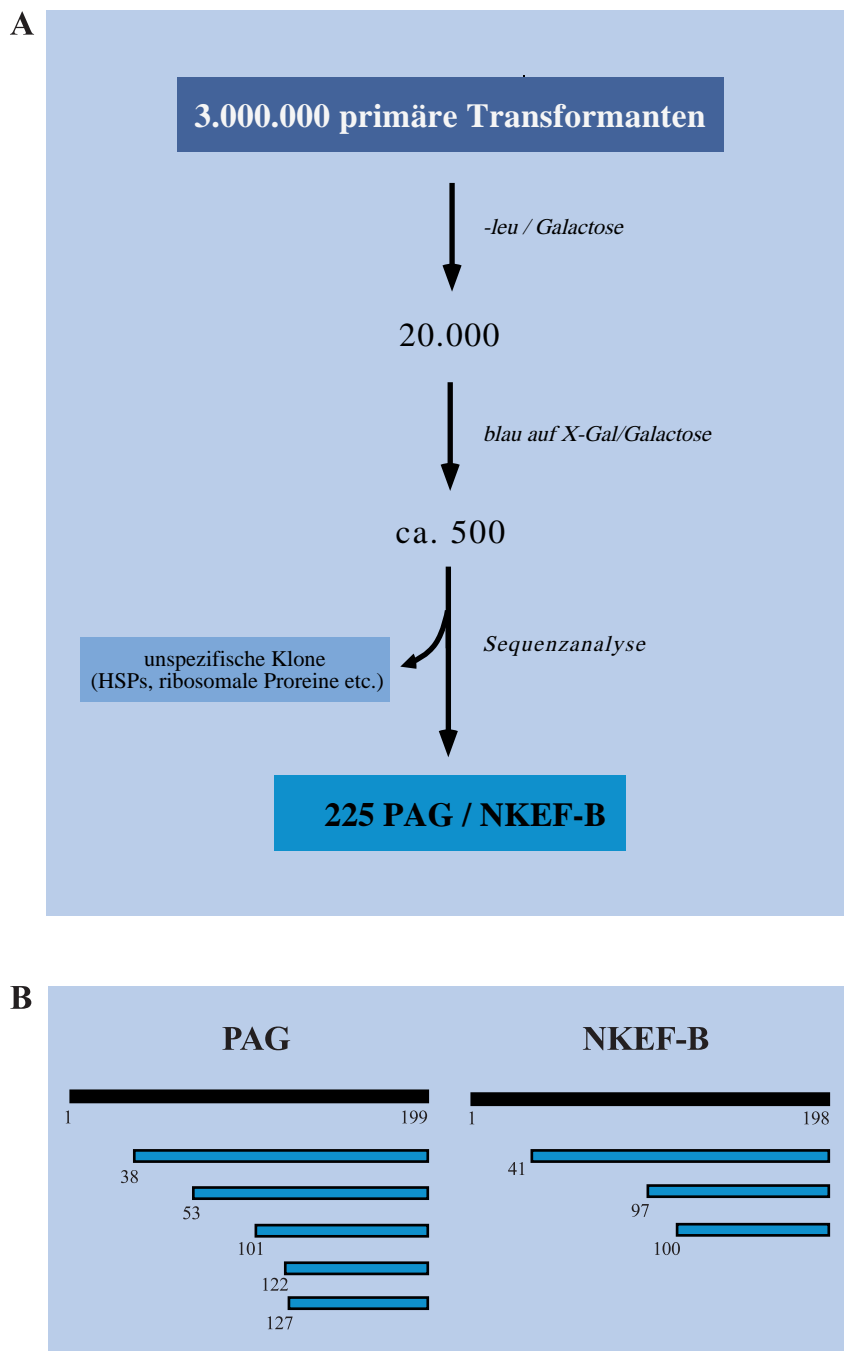 A
3.000.000 primäre Transformanten
-leu / Galactose
20.000
blau auf X-Gal/Galactose
ca. 500
Sequenzanalyse
unspezifische Klone
(HSPs, ribosomale Proreine etc.)
225 PAG / NKEF-B
B
PAG
1
199
38
53
101
122
127
NKEF-B
1
198
41
97
100